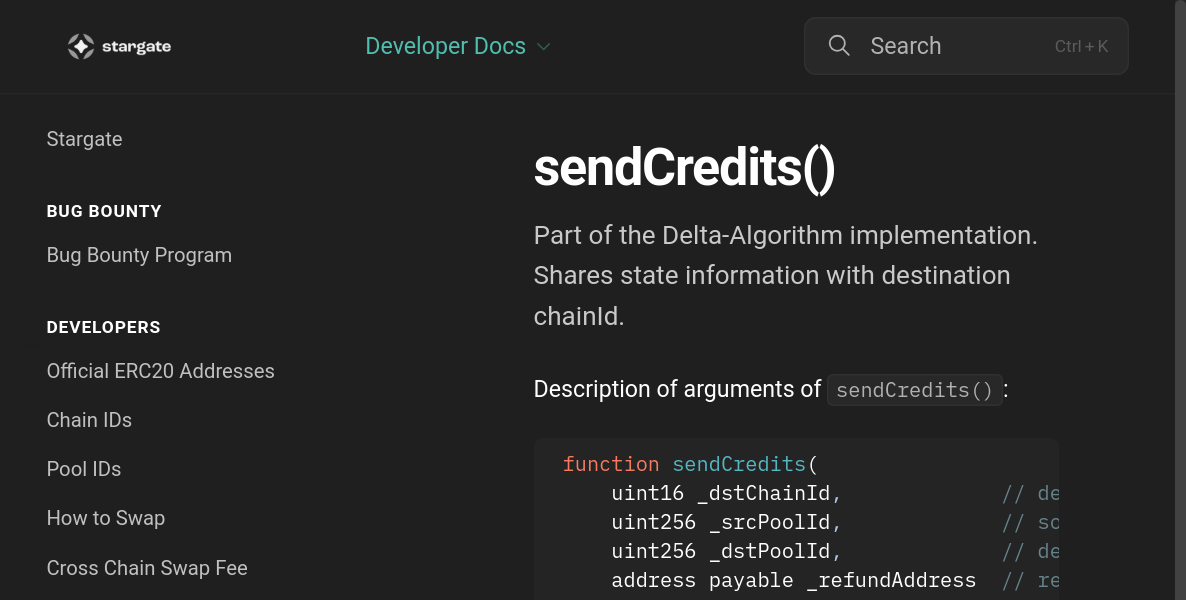 stargate
Developer Docs
Search
Ctrl + K
Stargate
BUG BOUNTY
Bug Bounty Program
DEVELOPERS
Official ERC20 Addresses
Chain IDs
Pool IDs
How to Swap
Cross Chain Swap Fee
sendCredits()
Part of the Delta-Algorithm implementation.
Shares state information with destination
chainId.
Description of arguments of sendCredits() :
function sendCredits(
uint16 _dstChainId, // de
uint256 _srcPoolId, // so
uint256 _dstPoolId, // de
address payable _refundAddress // re